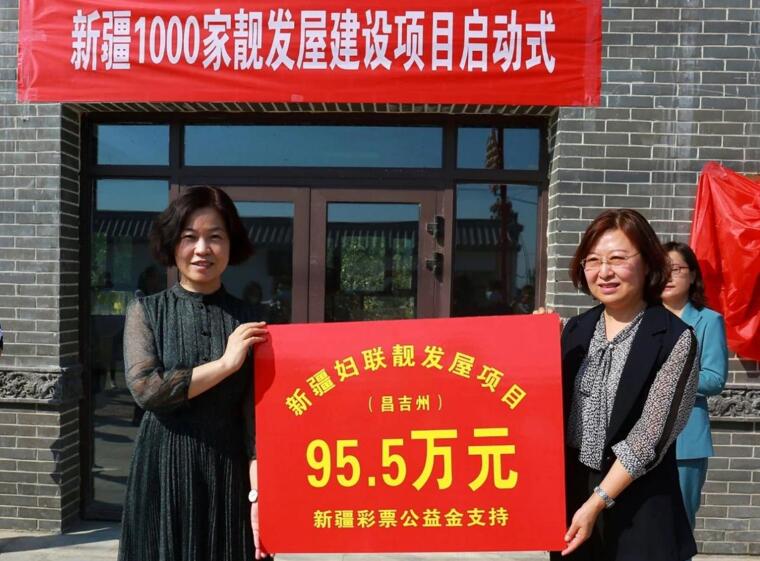 新疆1000家靓发屋建设项目启动式
新疆妇联靓发屋项目
（昌吉州）
95.5万元
新疆彩票公益金支持